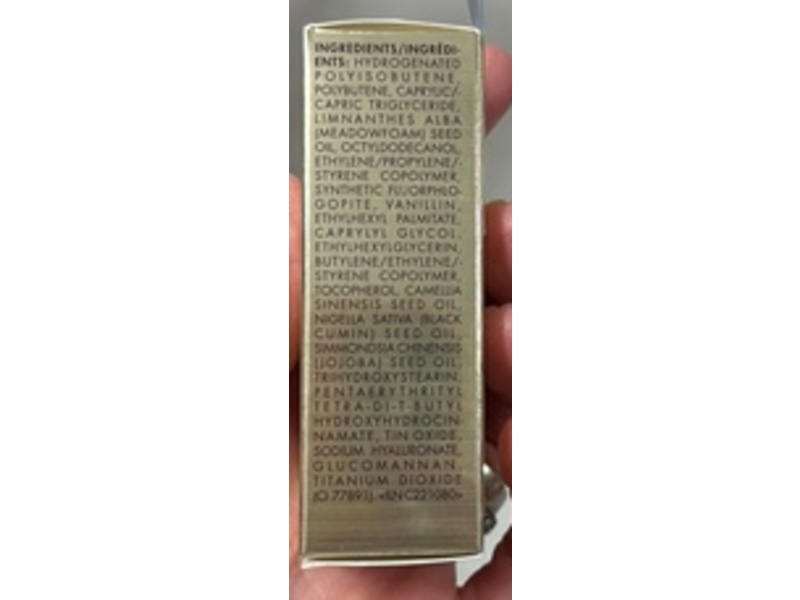 INGREDIENTS/INGRÉDI-
ENTS: HYDROGENATED
POLYISOBUTENE,
POLYBUTENE, CAPRYLIC/
CAPRIC TRIGLYCERIDE,
LIMNANTHES ALBA
(MEADOWFOAM) SEED
OIL, OCTYLDODECANOL,
ETHYLENE/PROPYLENE/-
STYRENE COPOLYMER,
SYNTHETIC FLUORPHLO-
GOPITE, VANILLIN,
ETHYLHEXYL PALMITATE,
CAPRYLYL GLYCOL,
ETHYLHEXYLGLYCERIN,
BUTYLENE/ETHYLENE/-
STYRENE COPOLYMER,
TOCOPHEROL, CAMELLIA
SINENSIS SEED OIL,
NIGELLA SATIVA (BLACK
CUMIN) SEED OIL,
SIMMONDSIA CHINENSIS
(JOJOBA) SEED OIL,
TRIHYDROXYSTEARIN,
PENTAERYTHRITYL
TETRA-DI-T-BUTYL
HYDROXYHYDROCIN-
NAMATE, TIN OXIDE,
SODIUM HYALURONATE,
GLUCOMANNAN,
TITANIUM DIOXIDE
(CI 77891). <ILNC221080>